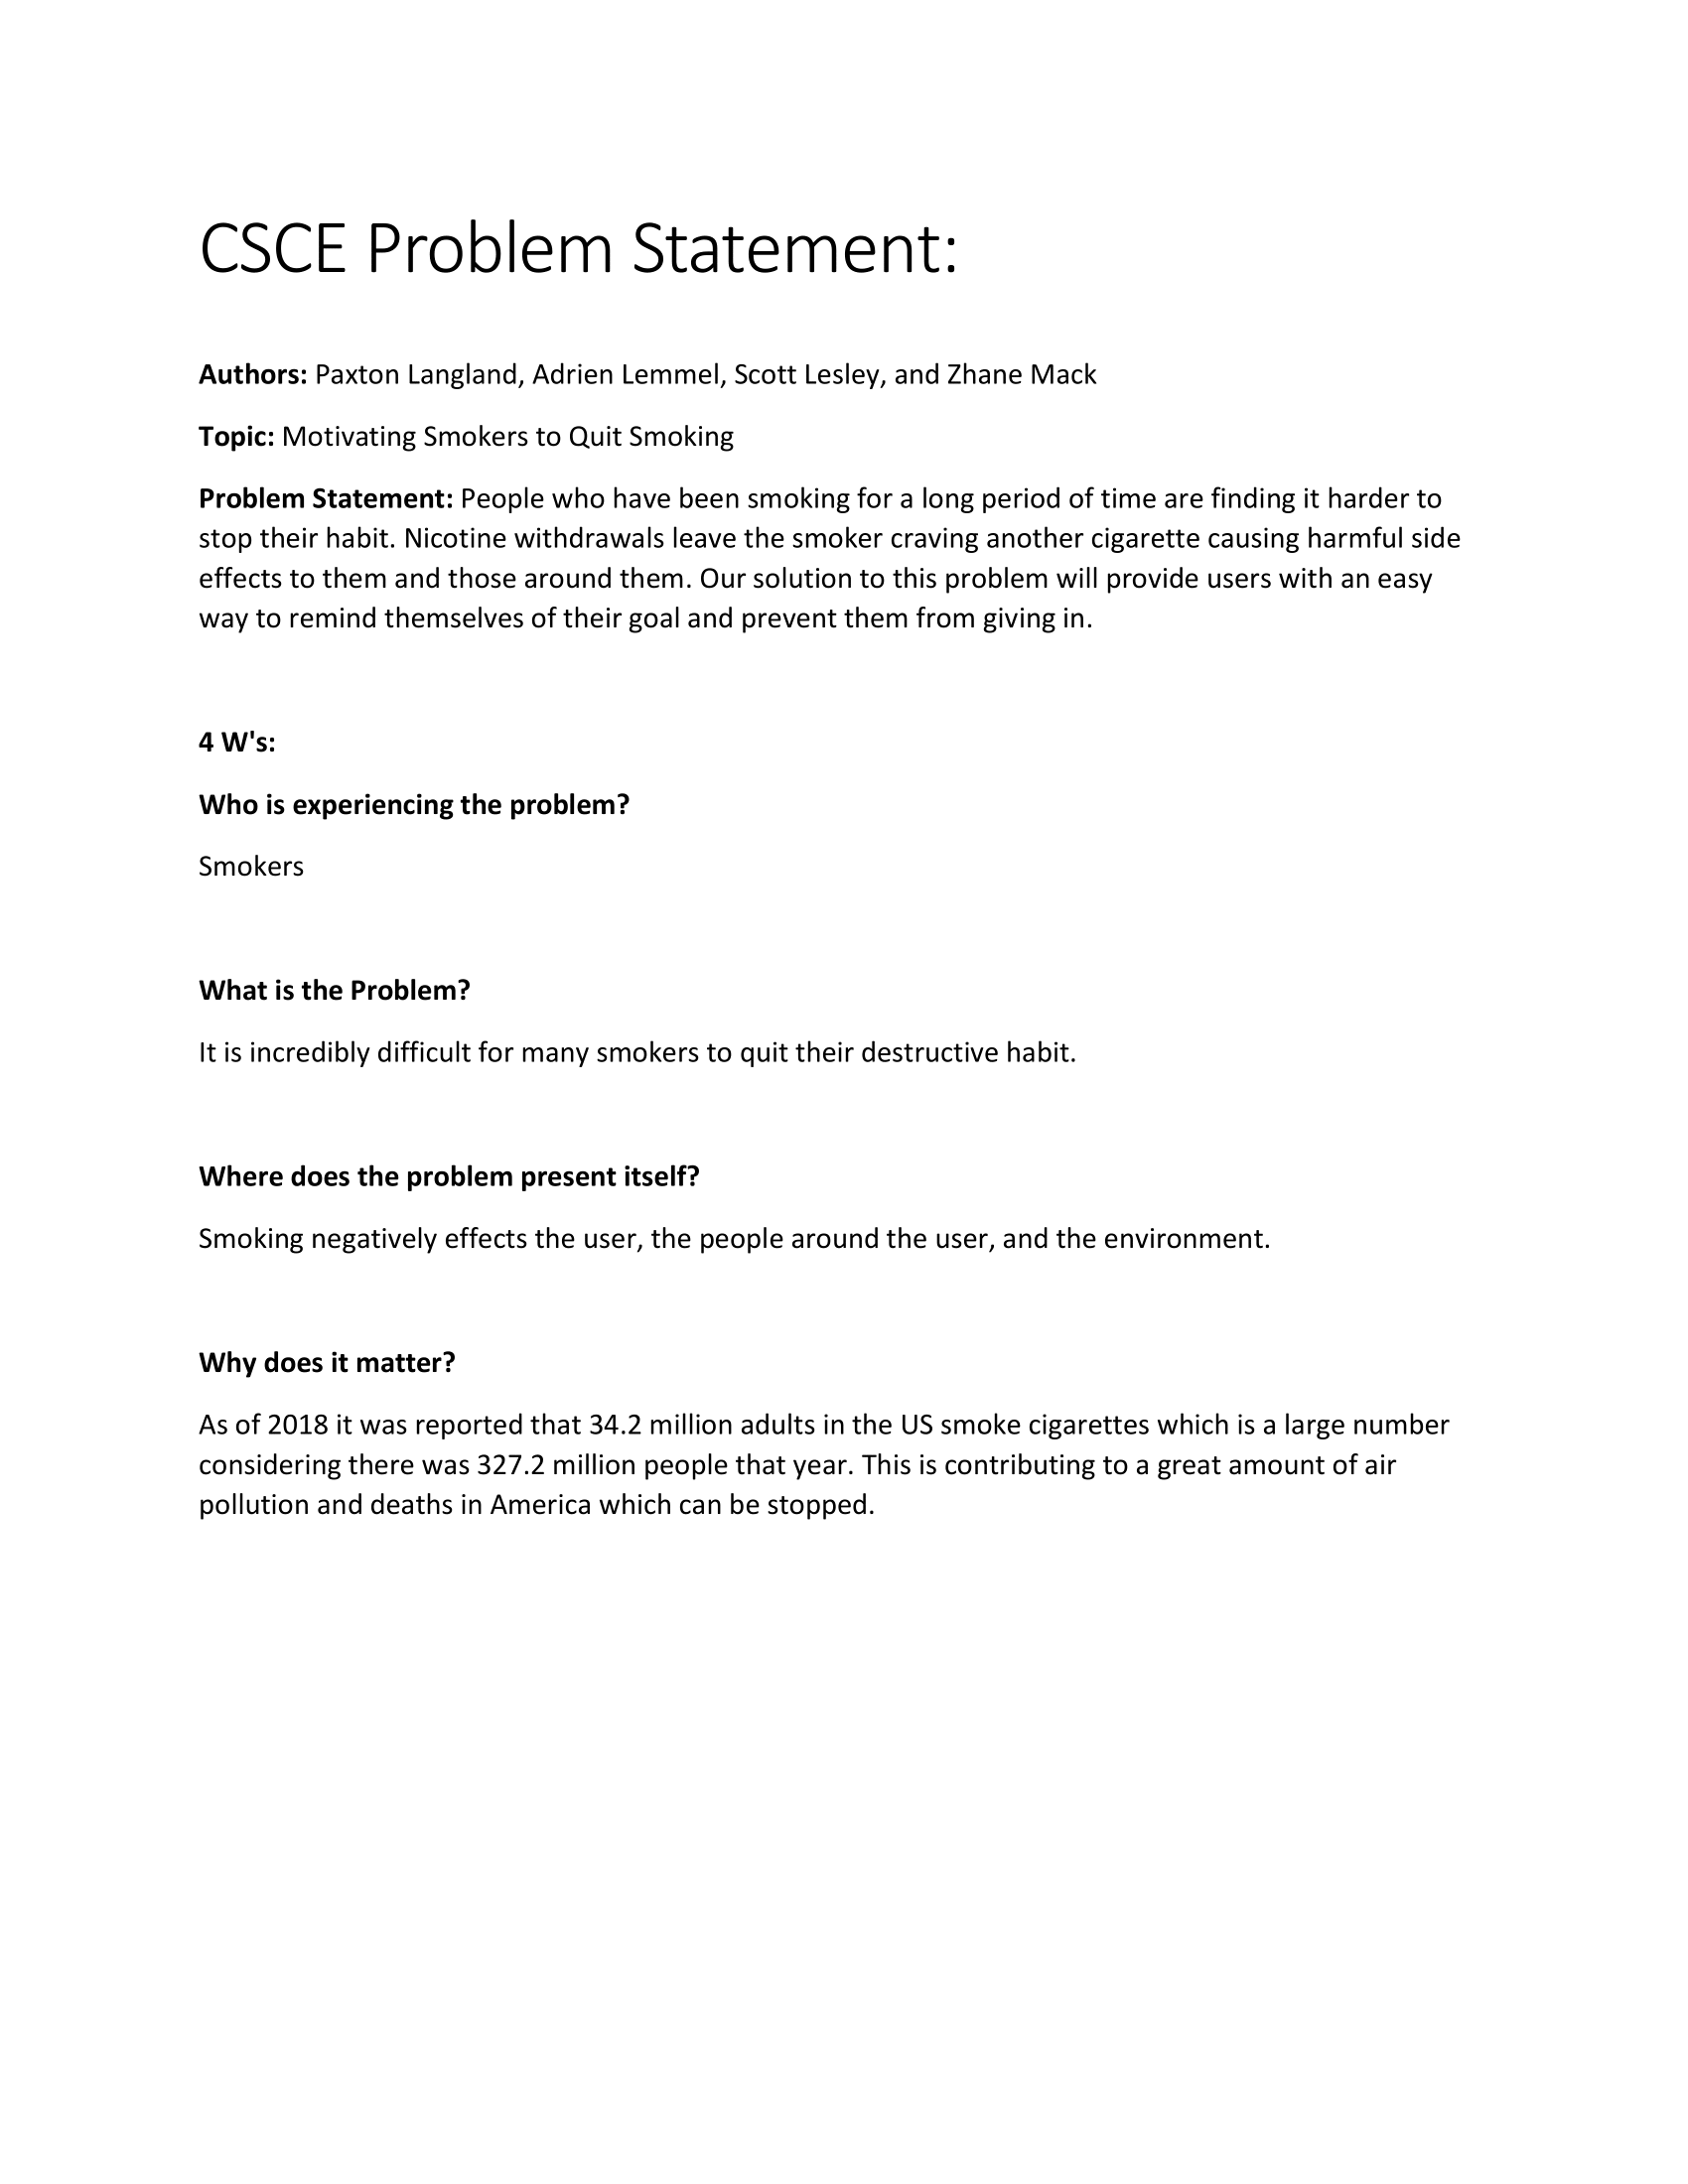 CSCE Problem Statement:
Authors: Paxton Langland, Adrien Lemmel, Scott Lesley, and Zhane Mack
Topic: Motivating Smokers to Quit Smoking
Problem Statement: People who have been smoking for a long period of time are finding it harder to
stop their habit. Nicotine withdrawals leave the smoker craving another cigarette causing harmful side
effects to them and those around them. Our solution to this problem will provide users with an easy
way to remind themselves of their goal and prevent them from giving in.
4 W's:
Who is experiencing the problem?
Smokers
What is the Problem?
It is incredibly difficult for many smokers to quit their destructive habit.
Where does the problem present itself?
Smoking negatively effects the user, the people around the user, and the environment.
Why does it matter?
As of 2018 it was reported that 34.2 million adults in the US smoke cigarettes which is a large number
considering there was 327.2 million people that year. This is contributing to a great amount of air
pollution and deaths in America which can be stopped.